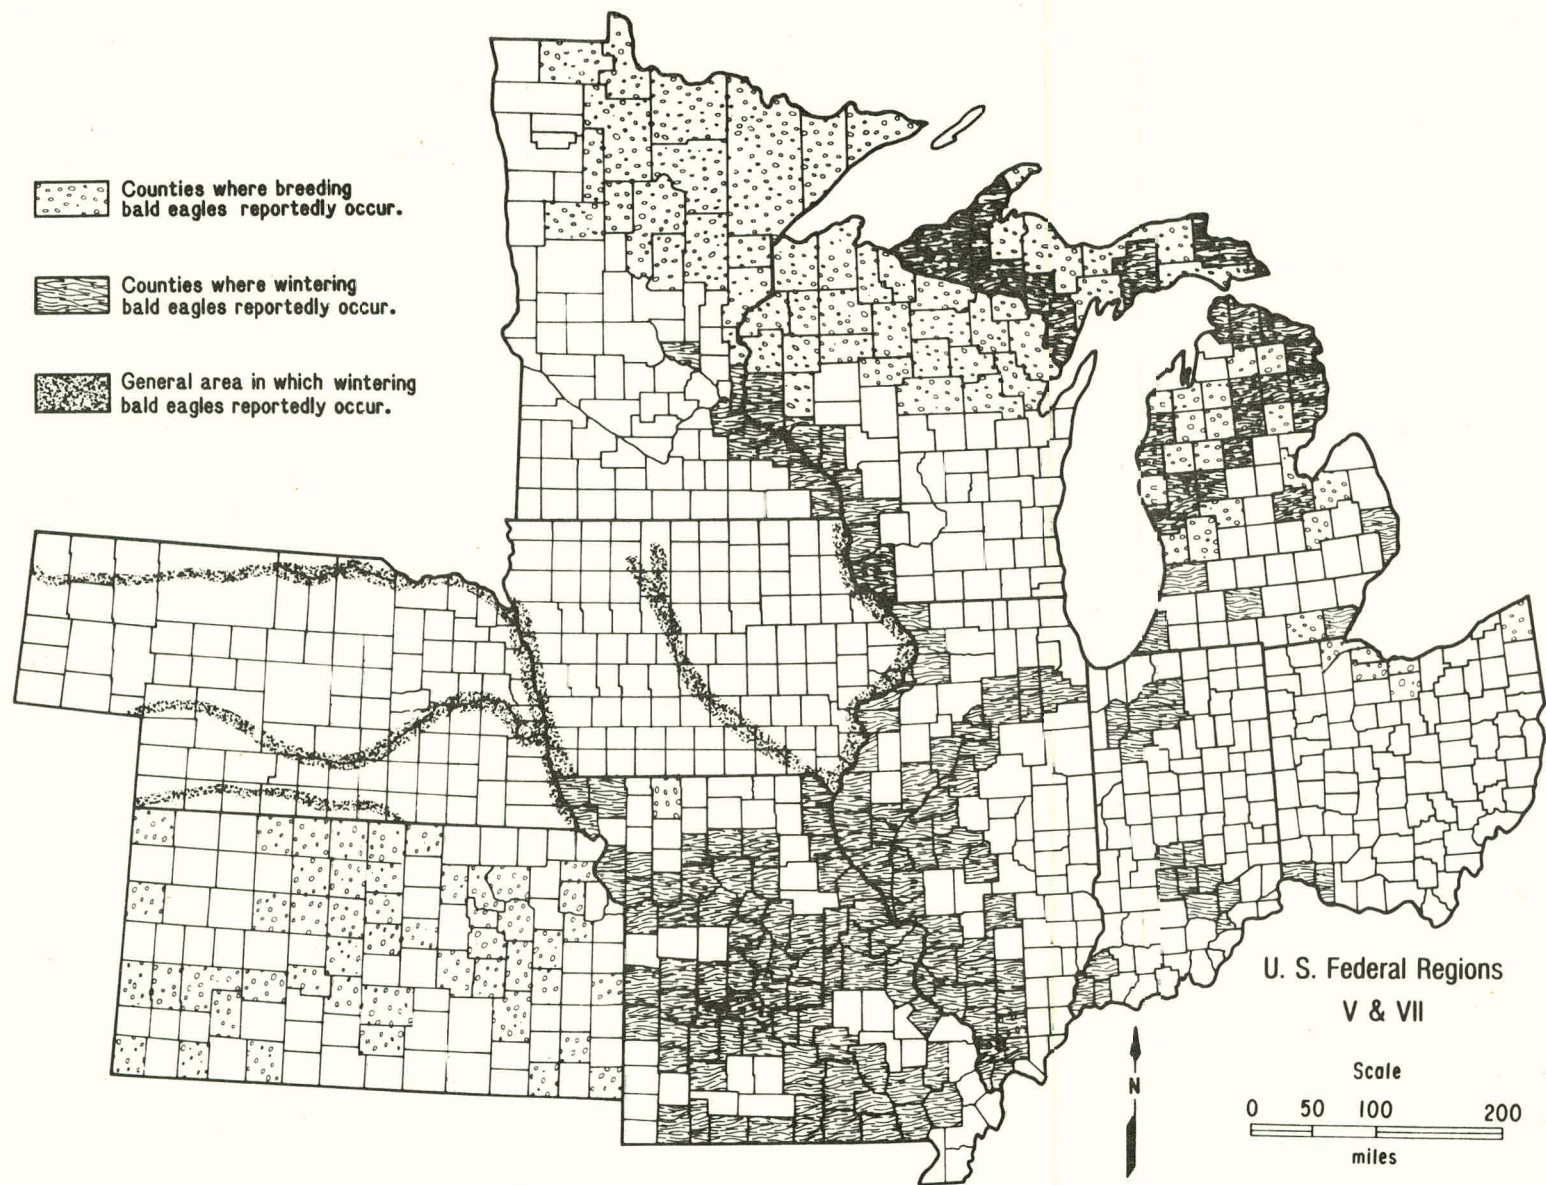 Counties where breeding
bald eagles reportedly occur.
Counties where wintering
bald eagles reportedly occur.
General area in which wintering
bald eagles reportedly occur.
U. S. Federal Regions
V & VII
Scale
0 50 100 200
miles
N